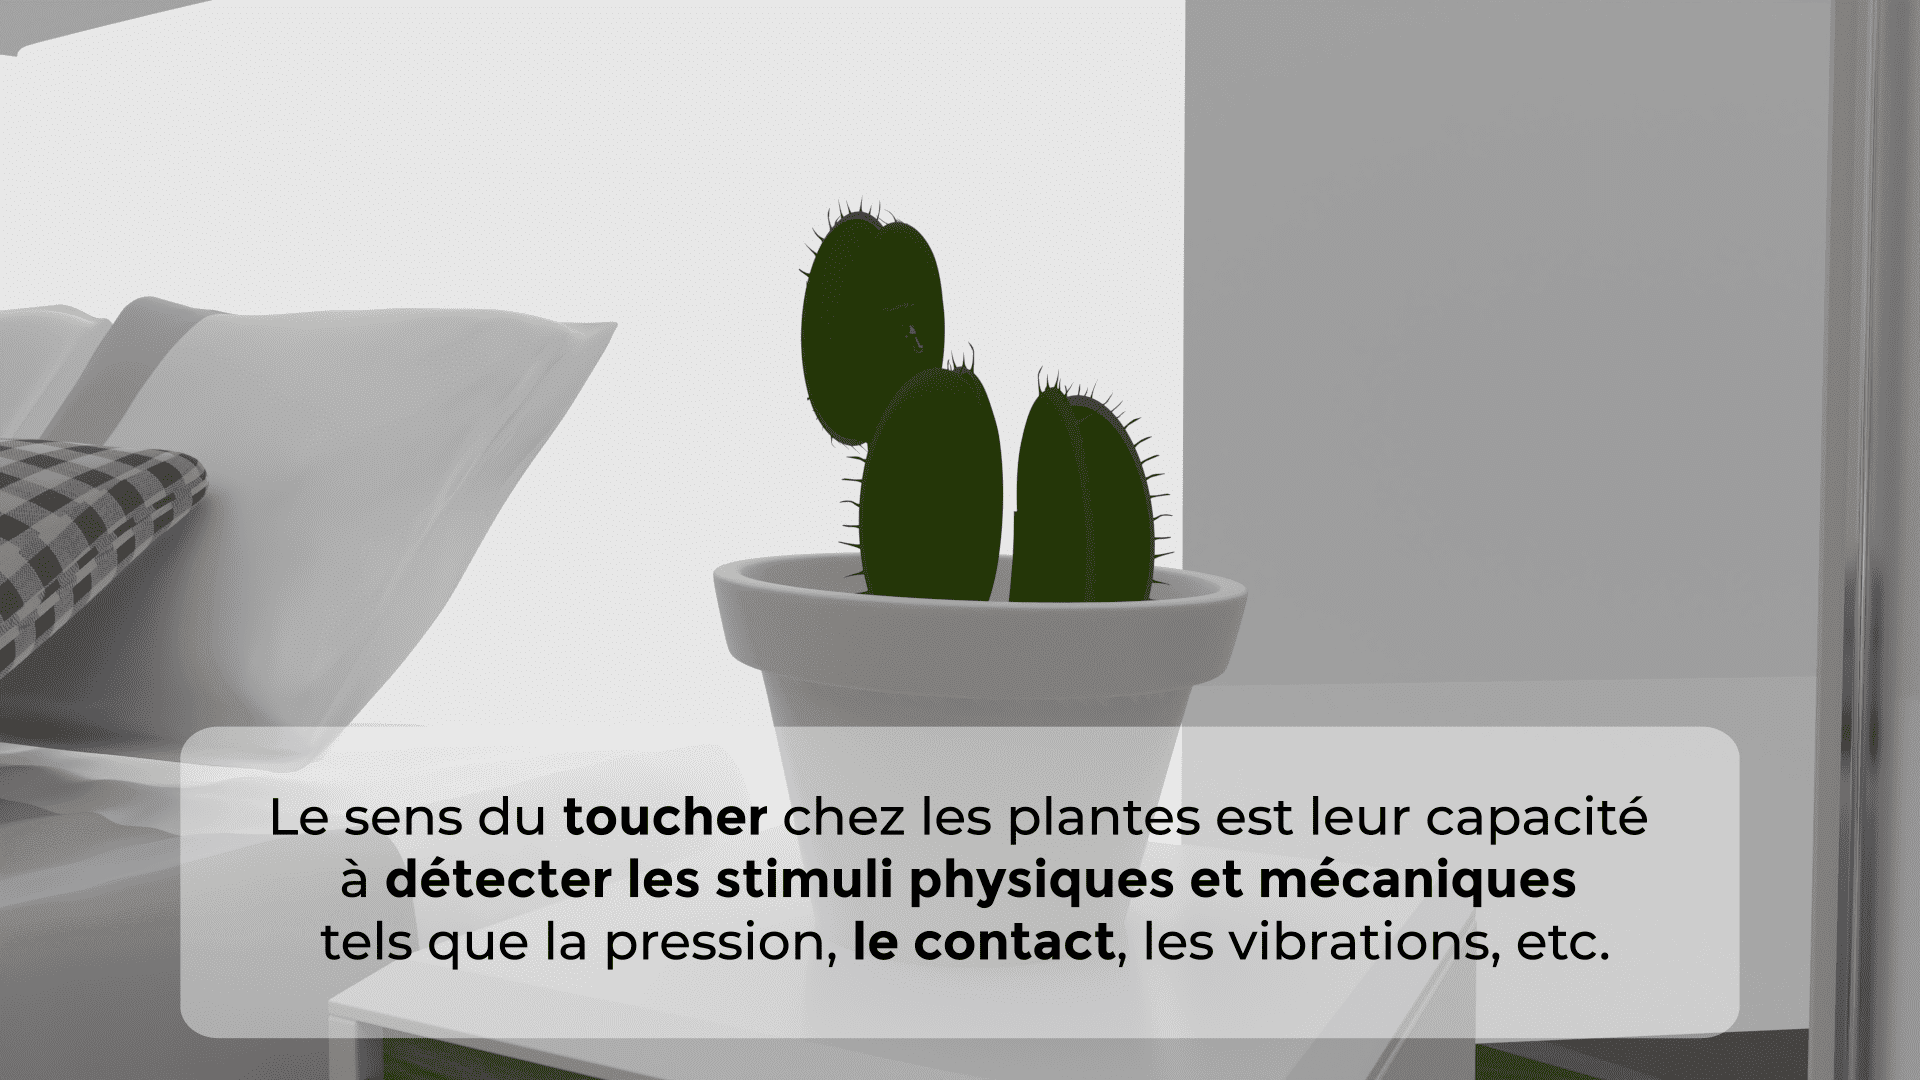 Le sens du toucher chez les plantes est leur capacité
à détecter les stimuli physiques et mécaniques
tels que la pression, le contact, les vibrations, etc.